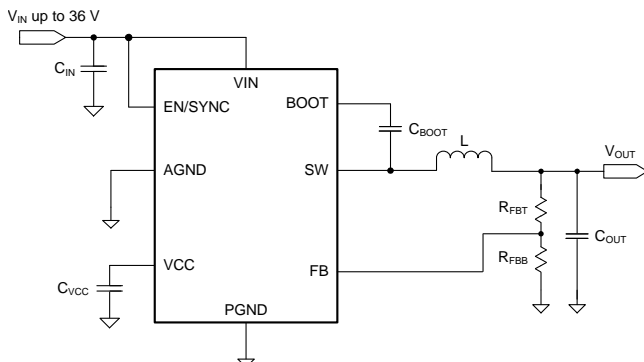 V_IN up to 36 V
C_IN
VIN
EN/SYNC
BOOT
C_BOOT
AGND
SW
L
V_OUT
R_FBT
C_OUT
VCC
C_VCC
FB
R_FBB
PGND